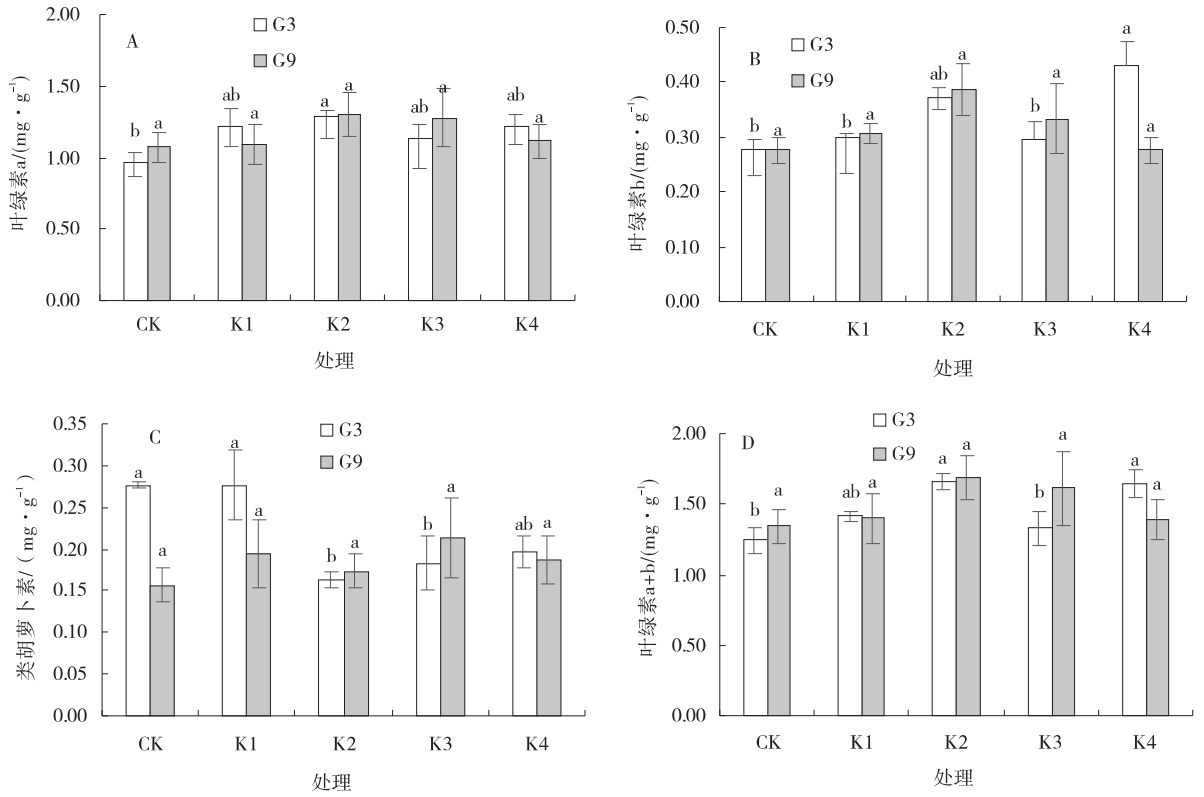 A
G3
G9
2.00
1.50
1.00
0.50
0.00
叶绿素a/(mg·g⁻¹)
b a ab a a a ab a ab a
CK K1 K2 K3 K4
处理
B
G3
G9
0.50
0.40
0.30
0.20
0.10
0.00
叶绿素b/(mg·g⁻¹)
b a b a ab a b a a a
CK K1 K2 K3 K4
处理
C
G3
G9
0.35
0.30
0.25
0.20
0.15
0.10
0.05
0.00
类胡萝卜素/(mg·g⁻¹)
a a a a b a b a ab a
CK K1 K2 K3 K4
处理
D
G3
G9
2.00
1.50
1.00
0.50
0.00
叶绿素a+b/(mg·g⁻¹)
b a ab a a a b a a a
CK K1 K2 K3 K4
处理